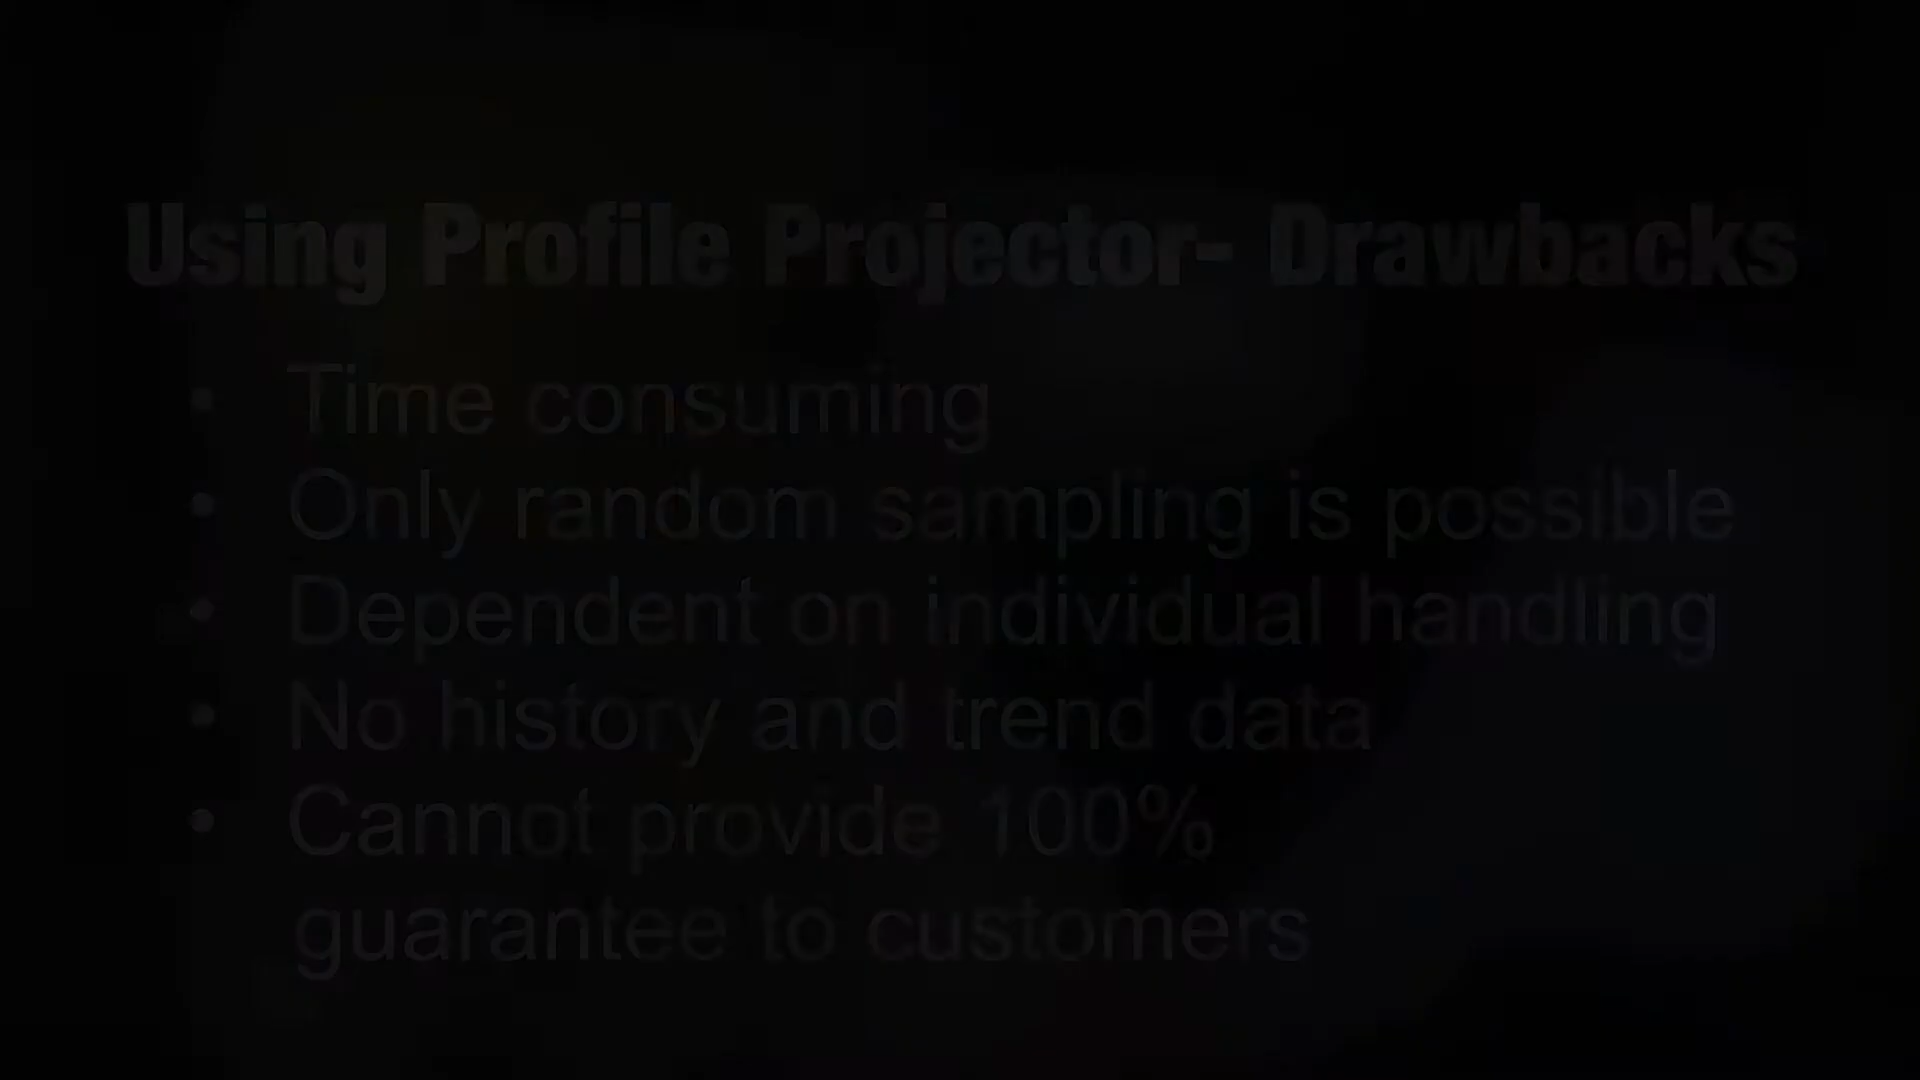 Using Profile Projector- Drawbacks
• Time consuming
• Only random sampling is possible
• Dependent on individual handling
• No history and trend data
• Cannot provide 100%
guarantee to customers